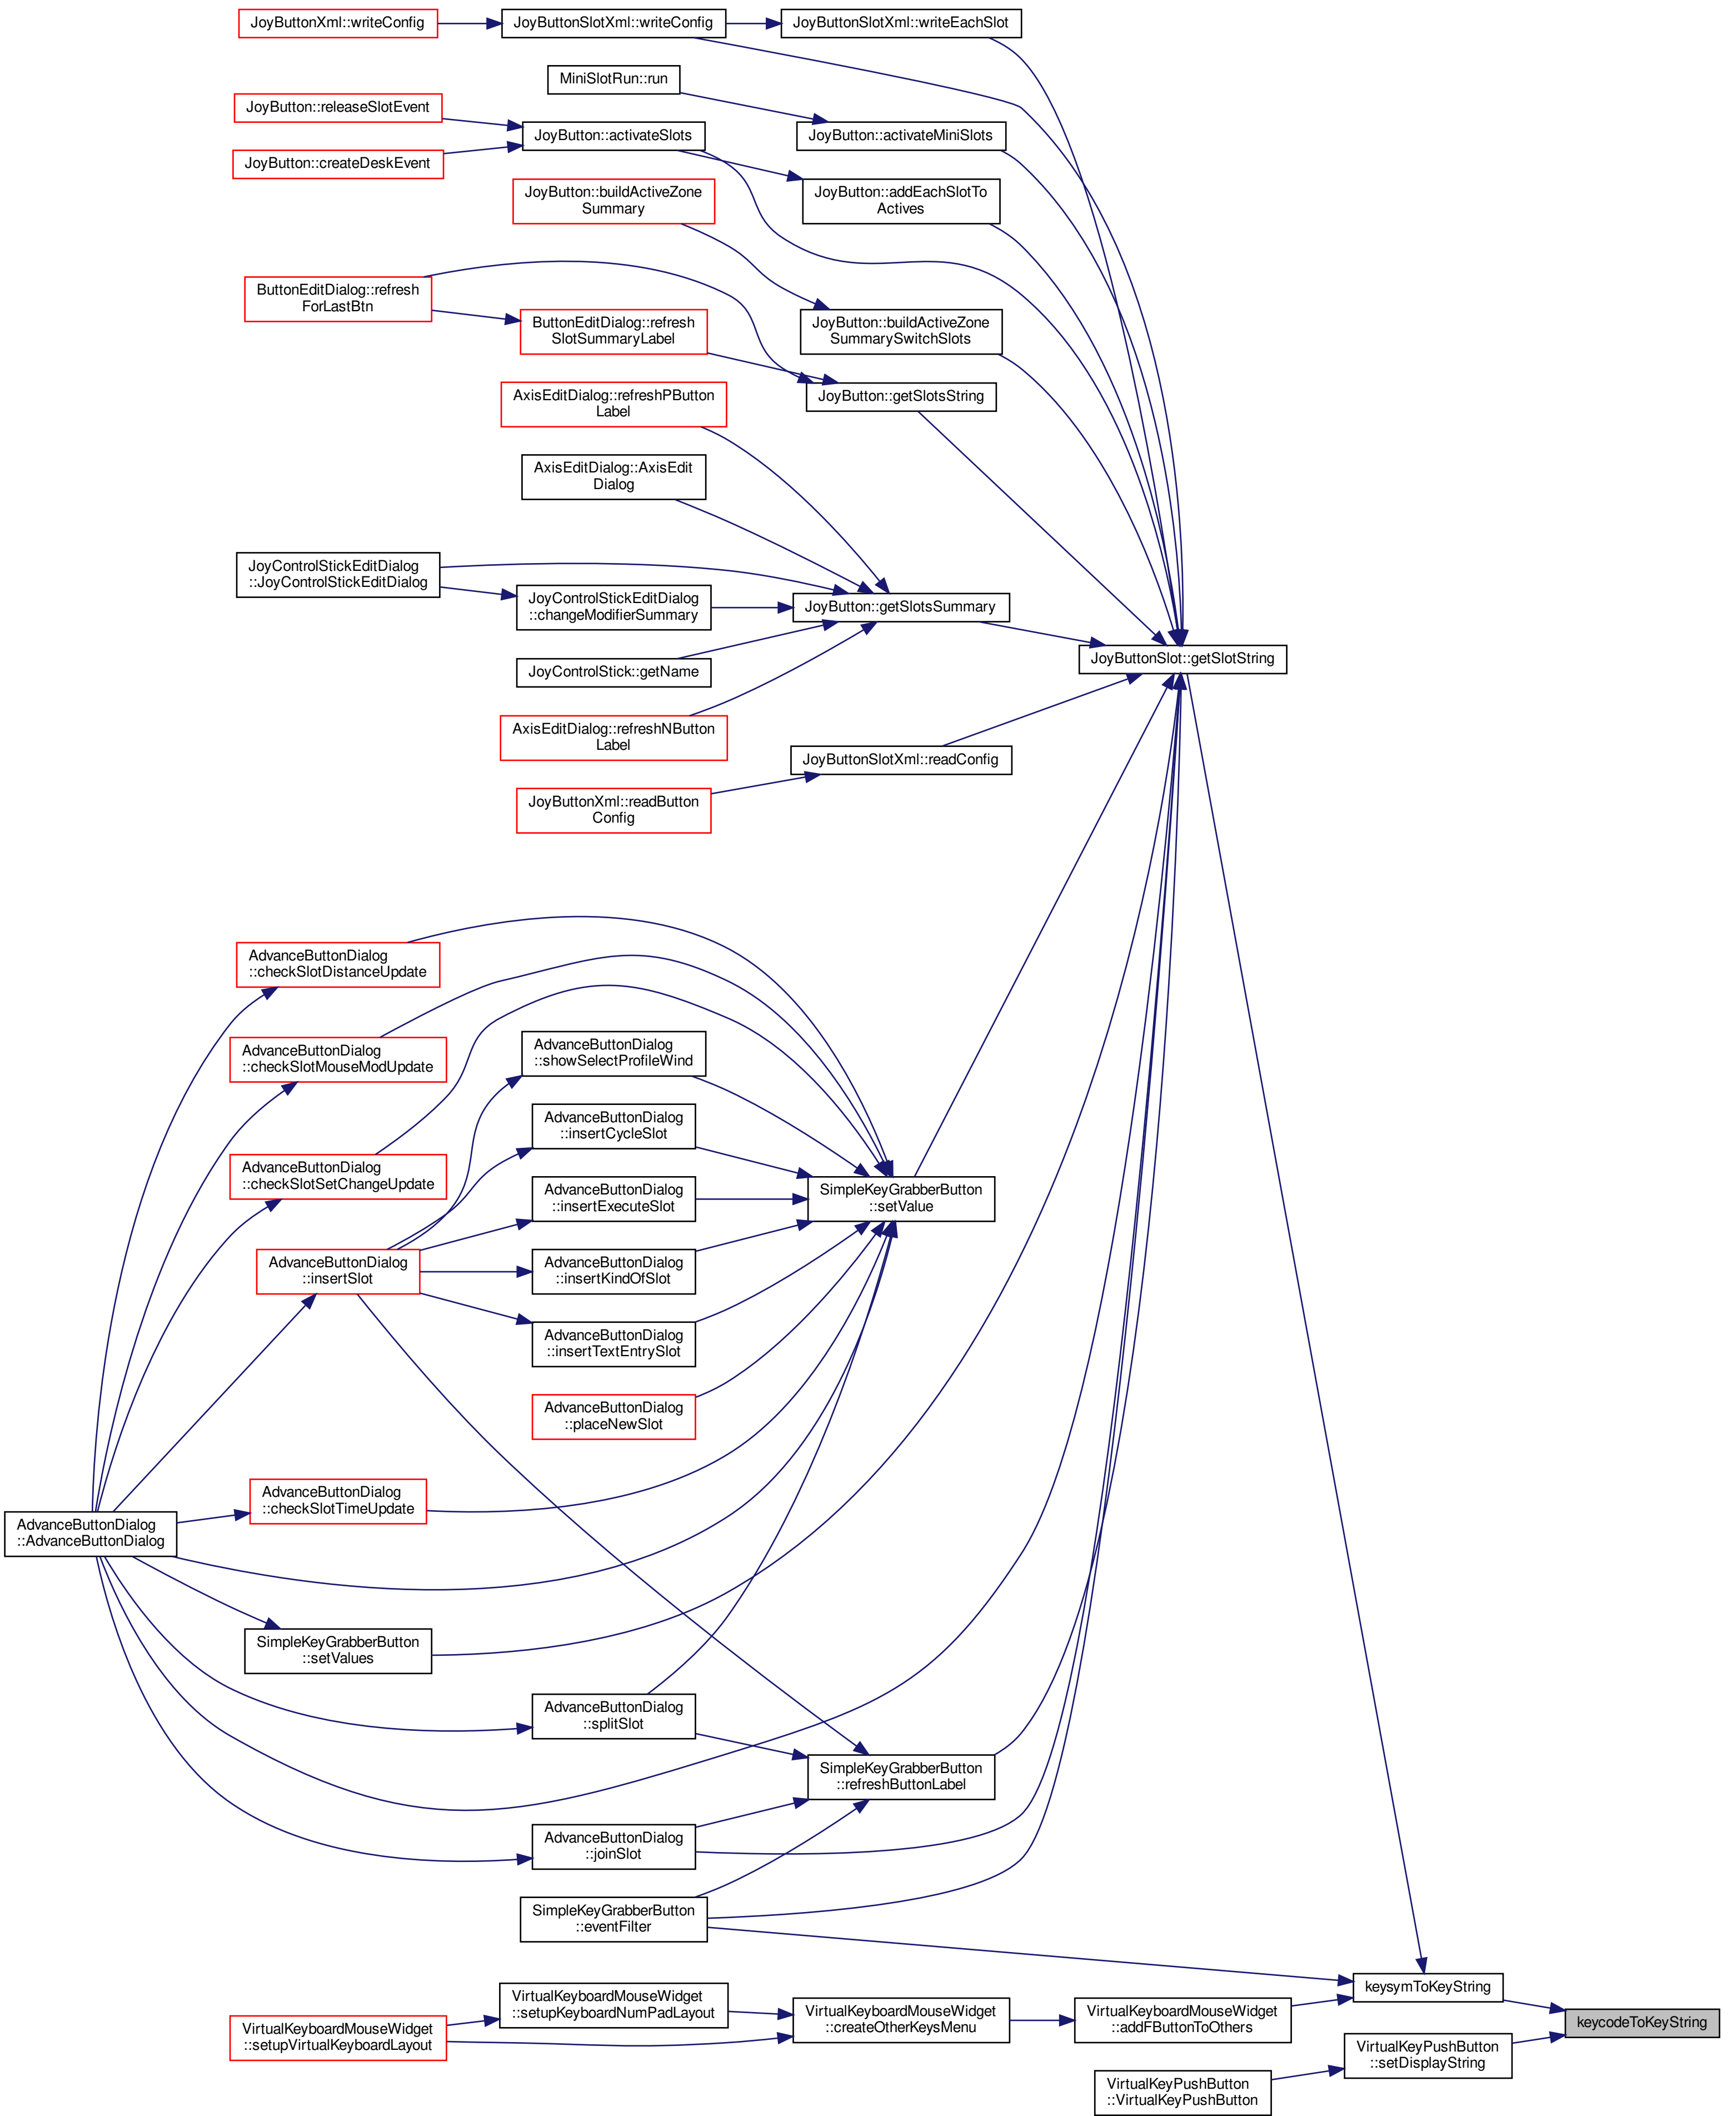 JoyButtonXml::writeConfig
JoyButtonSlotXml::writeConfig
JoyButtonSlotXml::writeEachSlot
MiniSlotRun::run
JoyButton::releaseSlotEvent
JoyButton::activateSlots
JoyButton::activateMiniSlots
JoyButton::createDeskEvent
JoyButton::buildActiveZone
Summary
JoyButton::addEachSlotTo
Actives
ButtonEditDialog::refresh
ForLastBtn
ButtonEditDialog::refresh
SlotSummaryLabel
JoyButton::buildActiveZone
SummarySwitchSlots
AxisEditDialog::refreshPButton
Label
JoyButton::getSlotsString
AxisEditDialog::AxisEdit
Dialog
JoyControlStickEditDialog
::JoyControlStickEditDialog
JoyControlStickEditDialog
::changeModifierSummary
JoyButton::getSlotsSummary
JoyControlStick::getName
JoyButtonSlot::getSlotString
AxisEditDialog::refreshNButton
Label
JoyButtonSlotXml::readConfig
JoyButtonXml::readButton
Config
AdvanceButtonDialog
::checkSlotDistanceUpdate
AdvanceButtonDialog
::checkSlotMouseModUpdate
AdvanceButtonDialog
::showSelectProfileWind
AdvanceButtonDialog
::insertCycleSlot
AdvanceButtonDialog
::checkSlotSetChangeUpdate
AdvanceButtonDialog
::insertExecuteSlot
SimpleKeyGrabberButton
::setValue
AdvanceButtonDialog
::insertSlot
AdvanceButtonDialog
::insertKindOfSlot
AdvanceButtonDialog
::insertTextEntrySlot
AdvanceButtonDialog
::placeNewSlot
AdvanceButtonDialog
::checkSlotTimeUpdate
AdvanceButtonDialog
::AdvanceButtonDialog
SimpleKeyGrabberButton
::setValues
AdvanceButtonDialog
::splitSlot
SimpleKeyGrabberButton
::refreshButtonLabel
AdvanceButtonDialog
::joinSlot
SimpleKeyGrabberButton
::eventFilter
keysymToKeyString
VirtualKeyboardMouseWidget
::setupKeyboardNumPadLayout
VirtualKeyboardMouseWidget
::createOtherKeysMenu
VirtualKeyboardMouseWidget
::addFButtonToOthers
keycodeToKeyString
VirtualKeyboardMouseWidget
::setupVirtualKeyboardLayout
VirtualKeyPushButton
::setDisplayString
VirtualKeyPushButton
::VirtualKeyPushButton